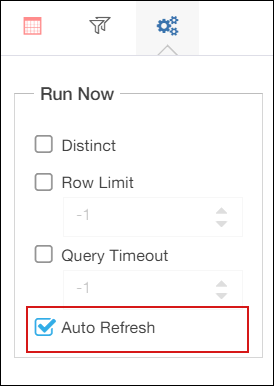 Run Now
Distinct
Row Limit
-1
Query Timeout
-1
Auto Refresh